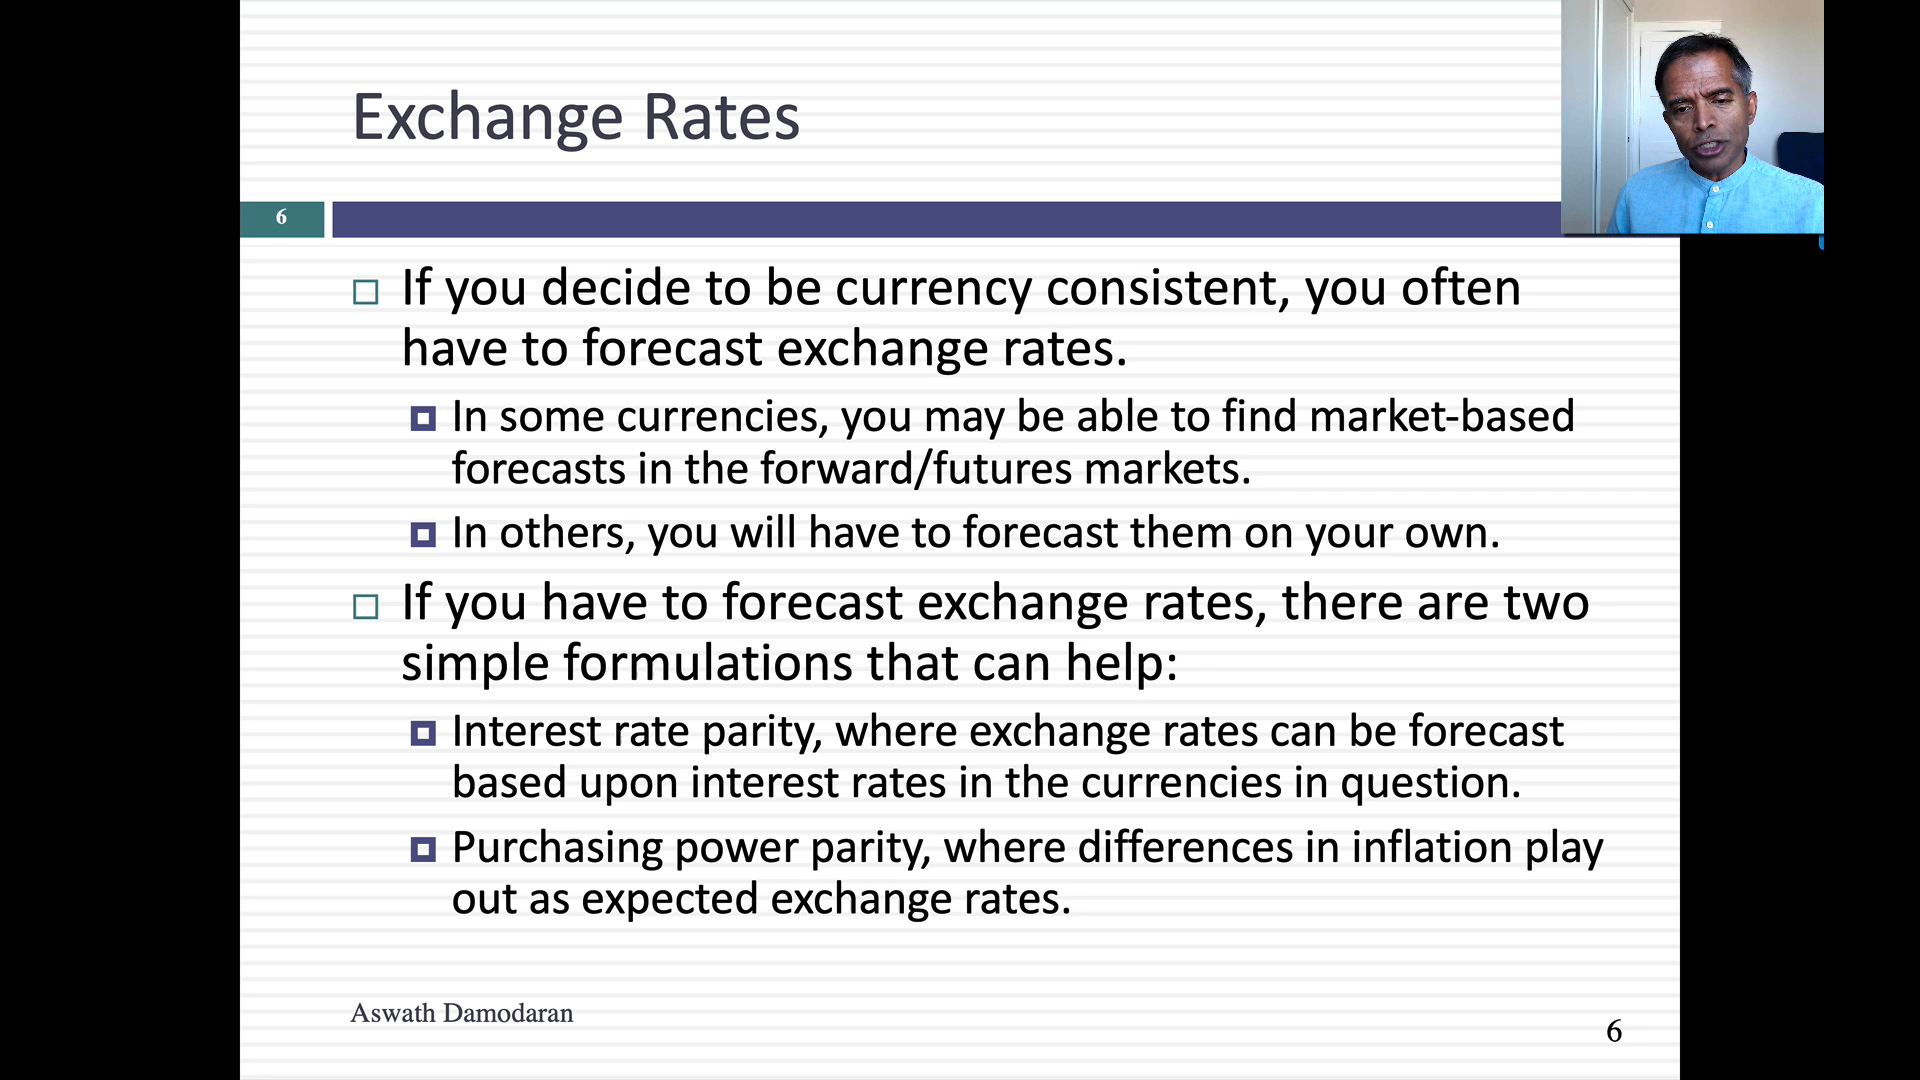 Exchange Rates
6
If you decide to be currency consistent, you often
have to forecast exchange rates.
In some currencies, you may be able to find market-based
forecasts in the forward/futures markets.
In others, you will have to forecast them on your own.
If you have to forecast exchange rates, there are two
simple formulations that can help:
Interest rate parity, where exchange rates can be forecast
based upon interest rates in the currencies in question.
Purchasing power parity, where differences in inflation play
out as expected exchange rates.
Aswath Damodaran
6